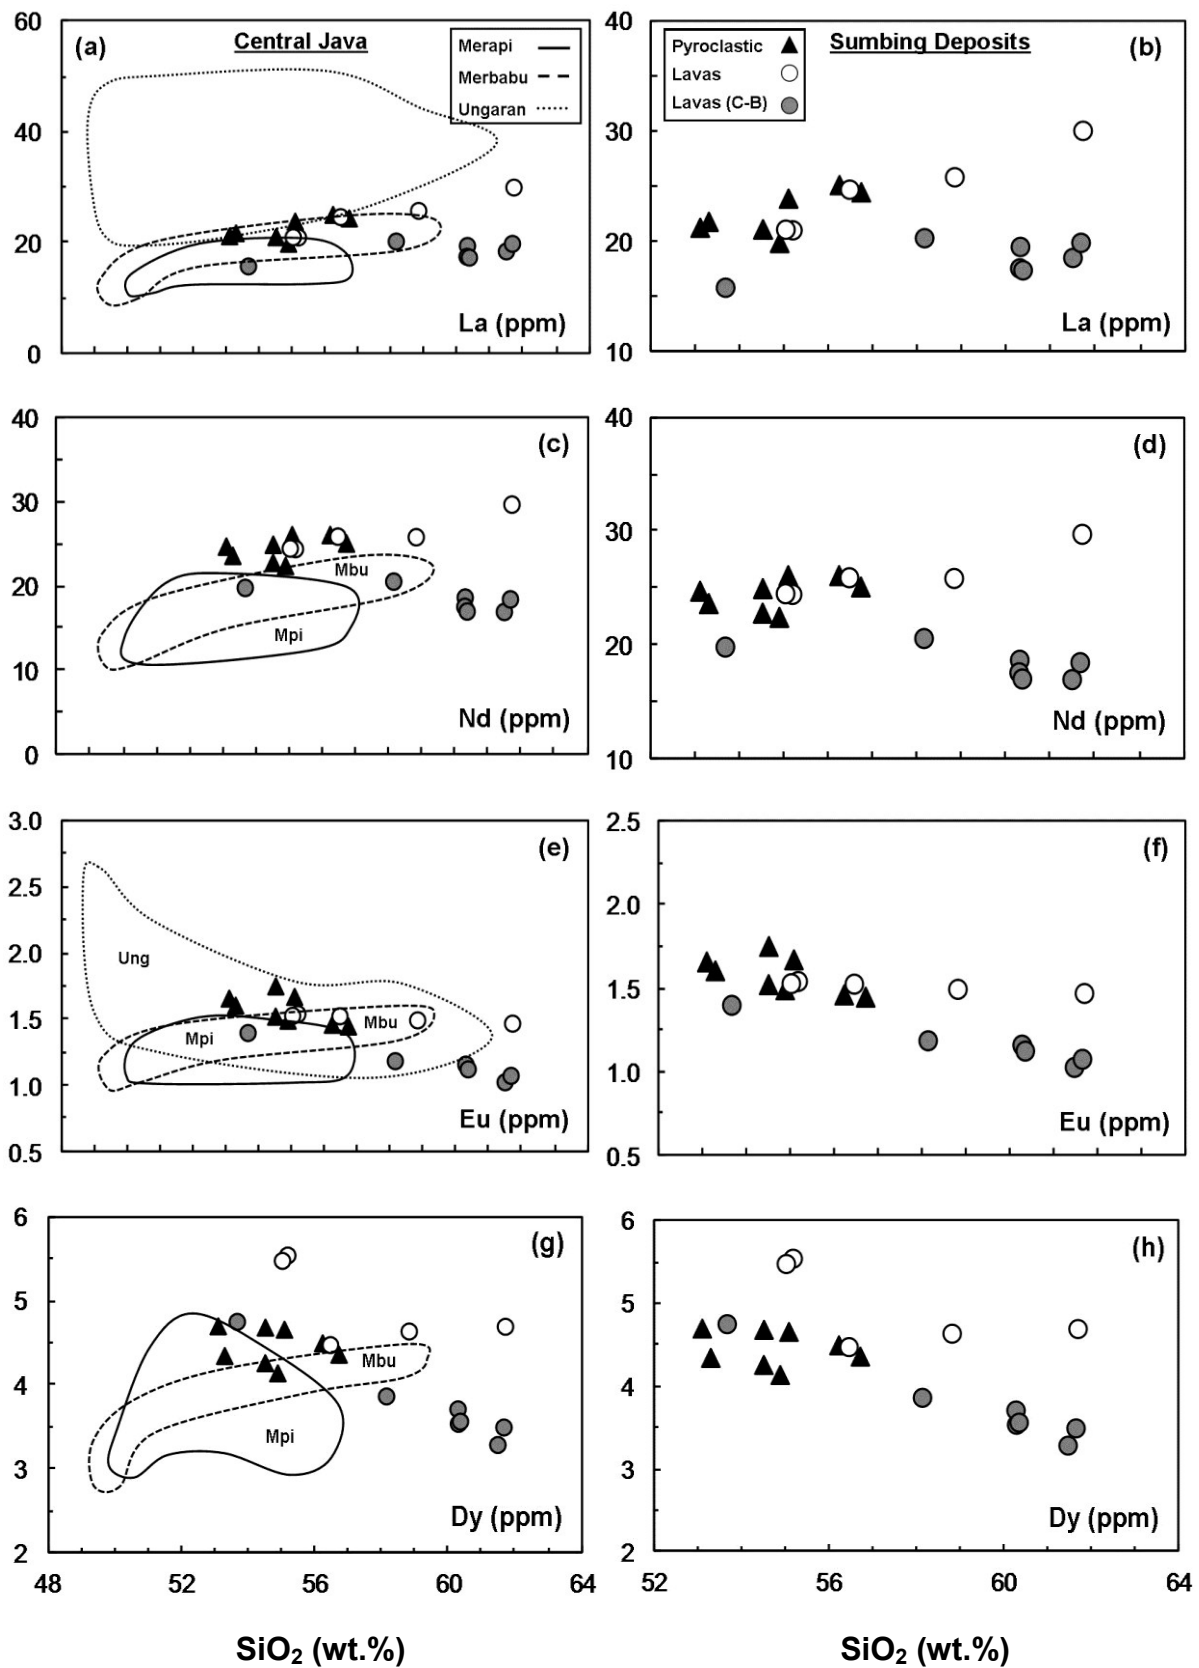 (a)
Central Java
Merapi
Merbabu
Ungaran
60
40
20
0
La (ppm)
Pyroclastic
Lavas
Lavas (C-B)
Sumbing Deposits
(b)
40
30
20
10
La (ppm)
(c)
40
30
20
10
0
Mbu
Mpi
Nd (ppm)
(d)
40
30
20
10
Nd (ppm)
(e)
3.0
2.5
2.0
1.5
1.0
0.5
Ung
Mpi
Mbu
Eu (ppm)
(f)
2.5
2.0
1.5
1.0
0.5
Eu (ppm)
(g)
6
5
4
3
2
Mbu
Mpi
Dy (ppm)
48 52 56 60 64
SiO₂ (wt.%)
(h)
6
5
4
3
2
Dy (ppm)
52 56 60 64
SiO₂ (wt.%)